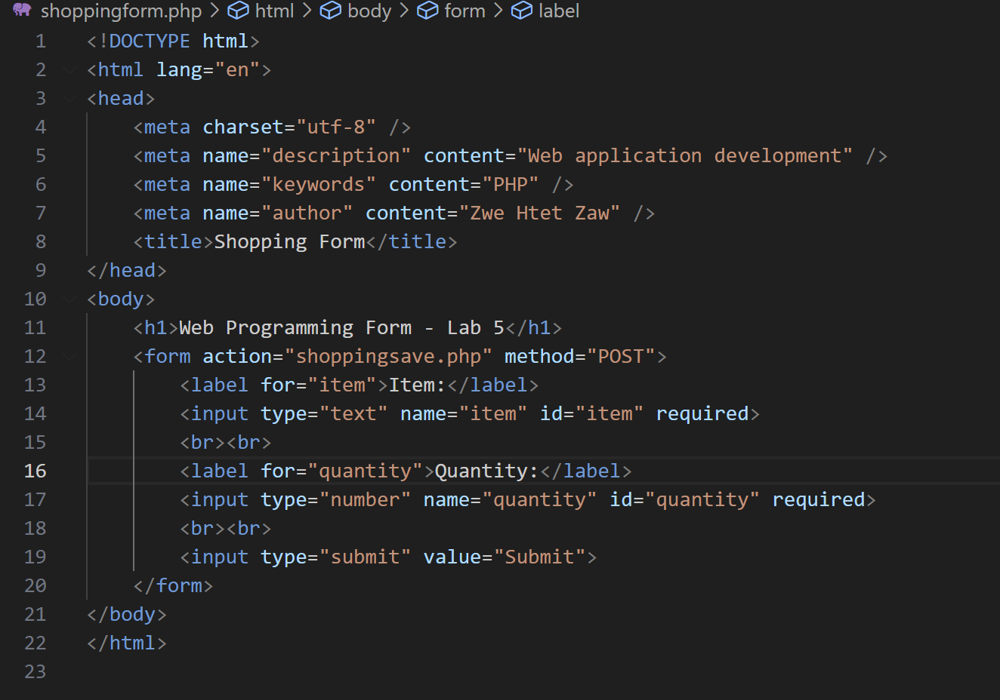 shoppingform.php > html > body > form > label
1 <!DOCTYPE html>
2 <html lang="en">
3 <head>
4     <meta charset="utf-8" />
5     <meta name="description" content="Web application development" />
6     <meta name="keywords" content="PHP" />
7     <meta name="author" content="Zwe Htet Zaw" />
8     <title>Shopping Form</title>
9 </head>
10 <body>
11     <h1>Web Programming Form - Lab 5</h1>
12     <form action="shoppingsave.php" method="POST">
13         <label for="item">Item:</label>
14         <input type="text" name="item" id="item" required>
15         <br><br>
16         <label for="quantity">Quantity:</label>
17         <input type="number" name="quantity" id="quantity" required>
18         <br><br>
19         <input type="submit" value="Submit">
20     </form>
21 </body>
22 </html>
23